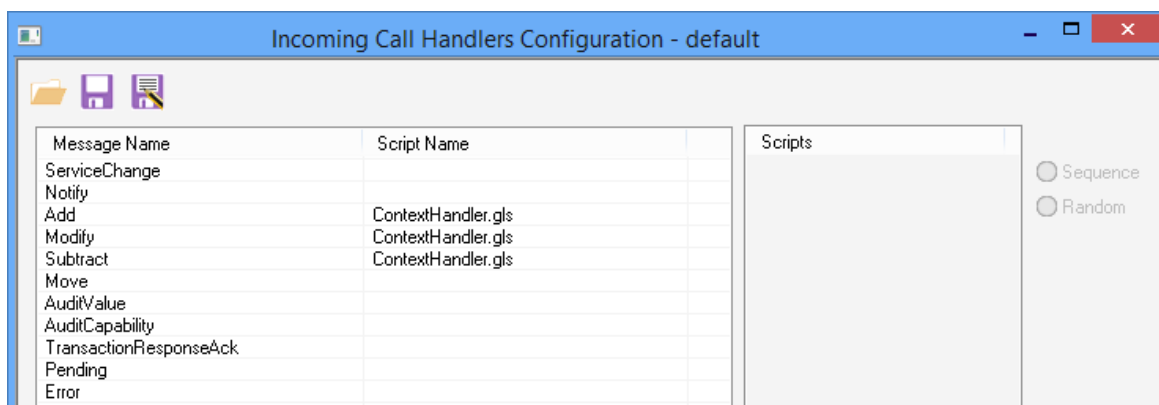 Incoming Call Handlers Configuration - default
Message Name Script Name Scripts
ServiceChange Sequence
Notify
Add ContextHandler.gls Random
Modify ContextHandler.gls
Subtract ContextHandler.gls
Move
AuditValue
AuditCapability
TransactionResponseAck
Pending
Error